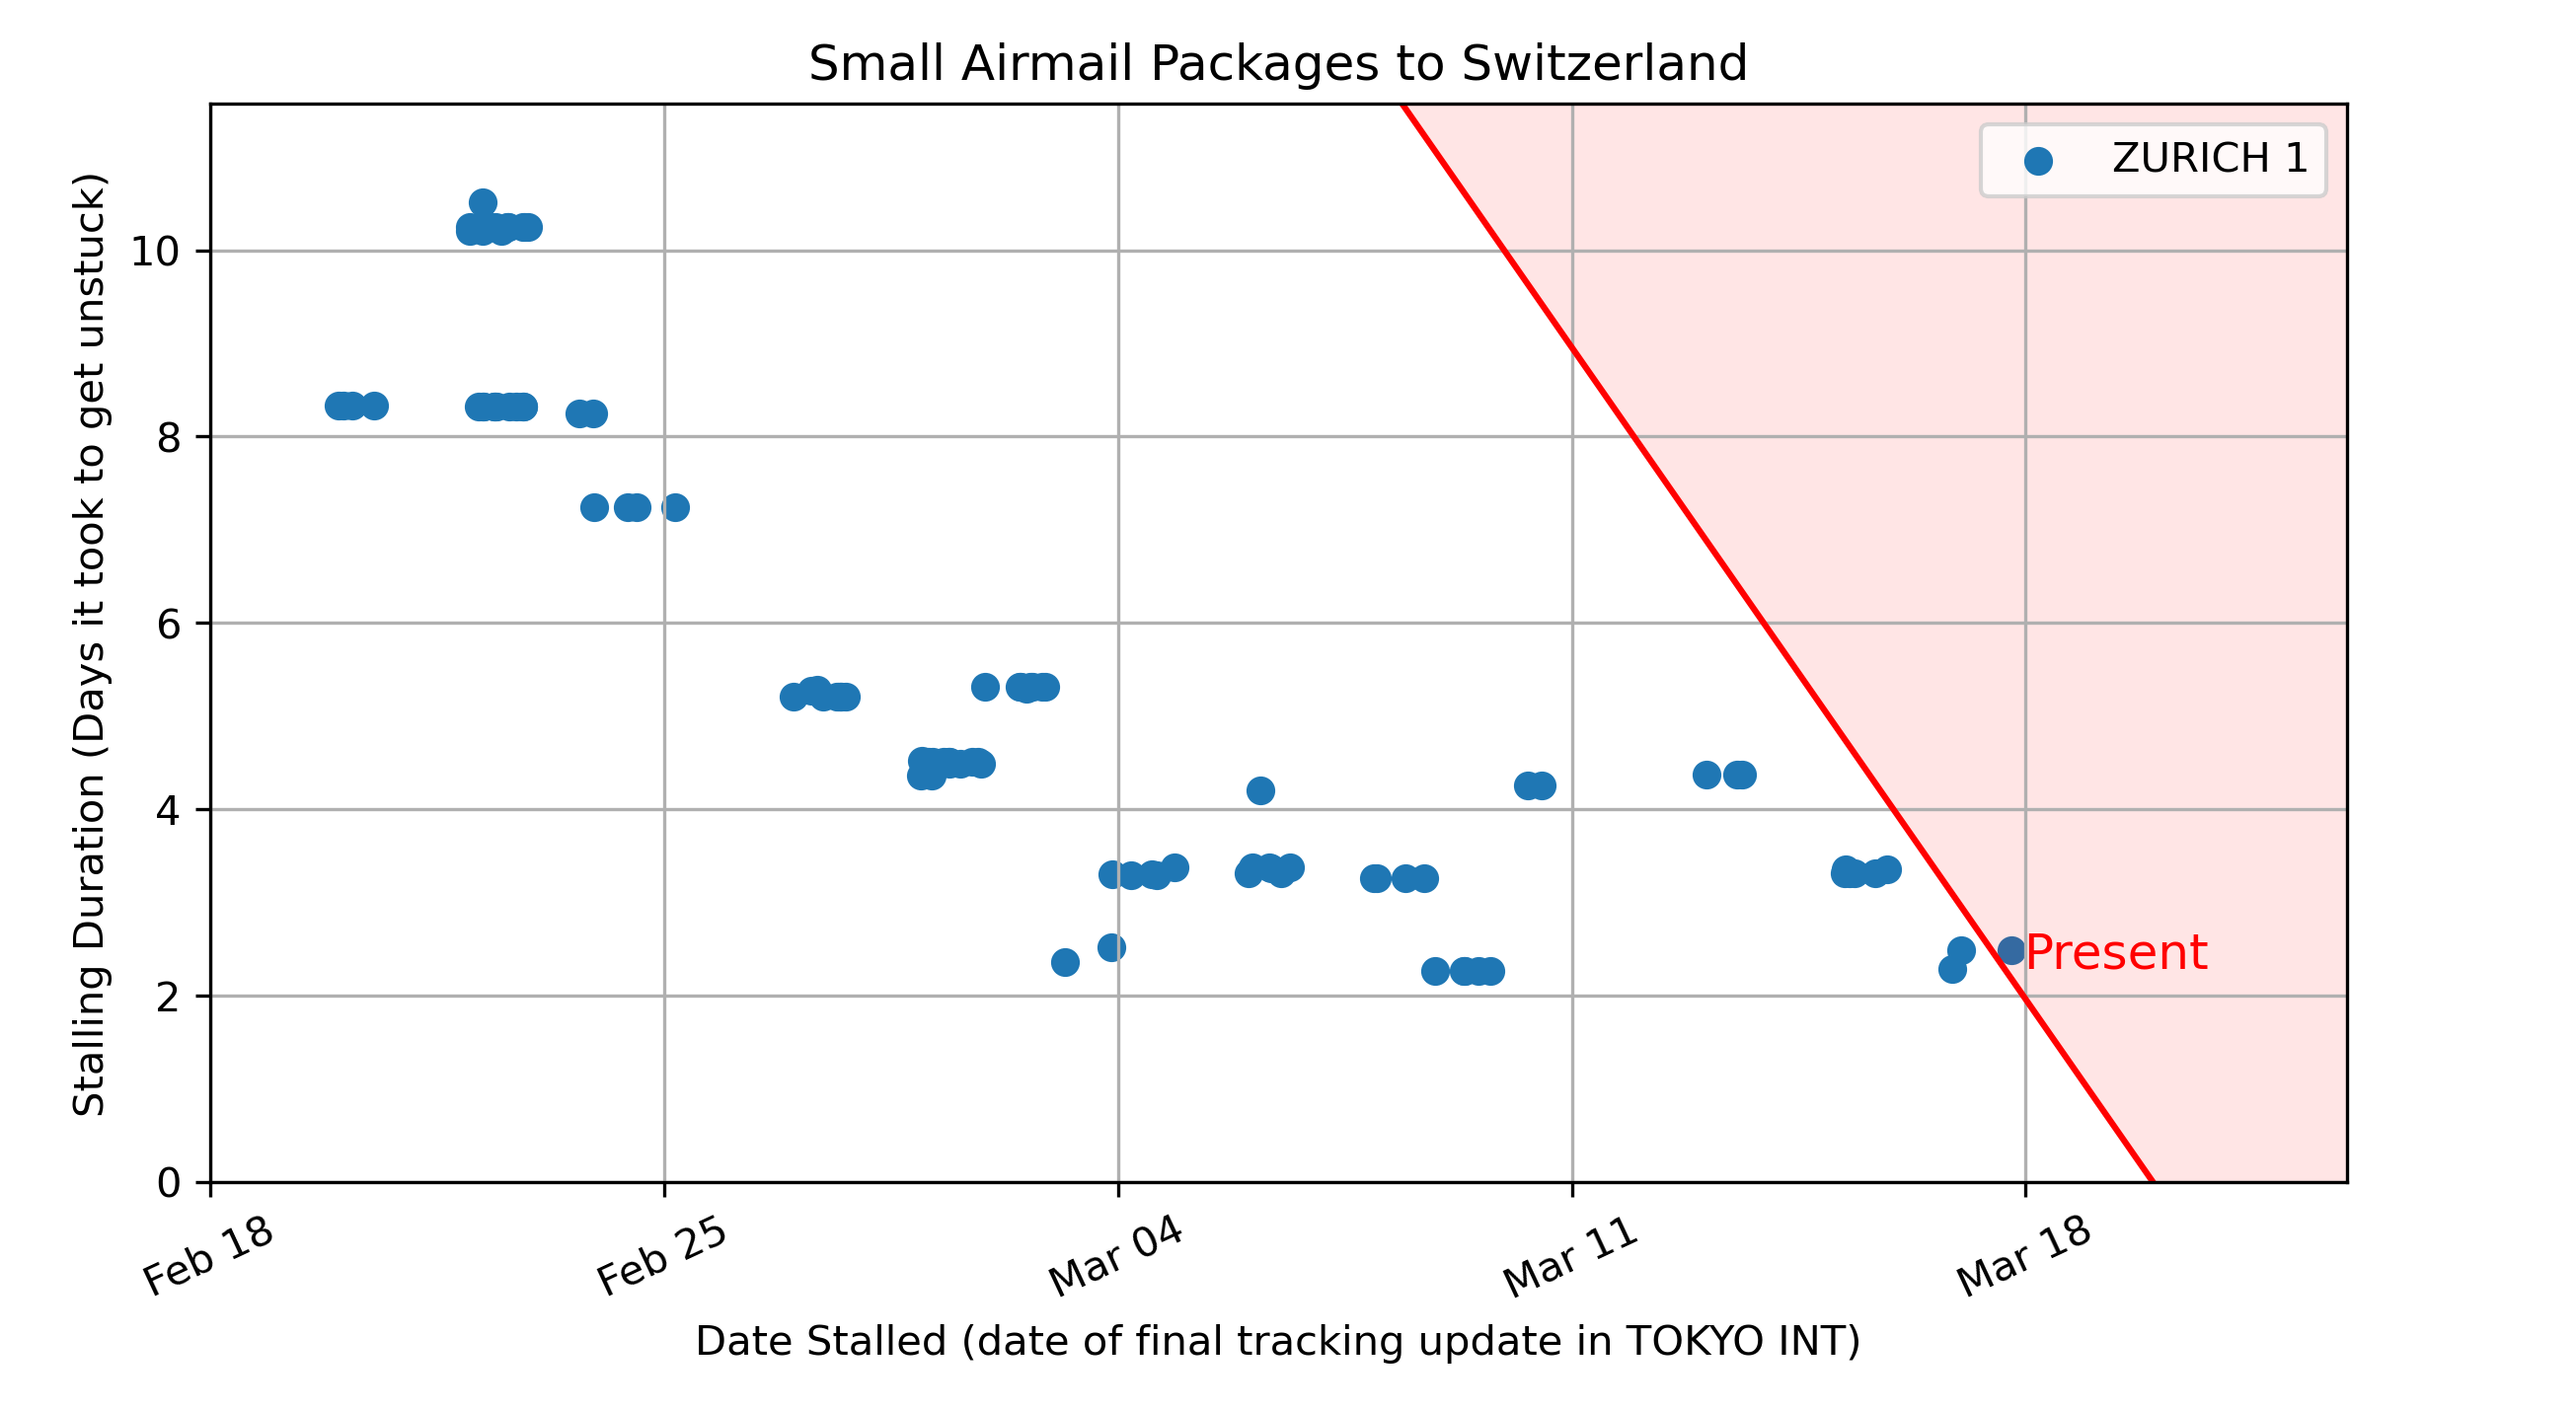 Small Airmail Packages to Switzerland
ZURICH 1
Stalling Duration (Days it took to get unstuck)
10
8
6
4
2
0
Present
Feb 18
Feb 25
Mar 04
Mar 11
Mar 18
Date Stalled (date of final tracking update in TOKYO INT)